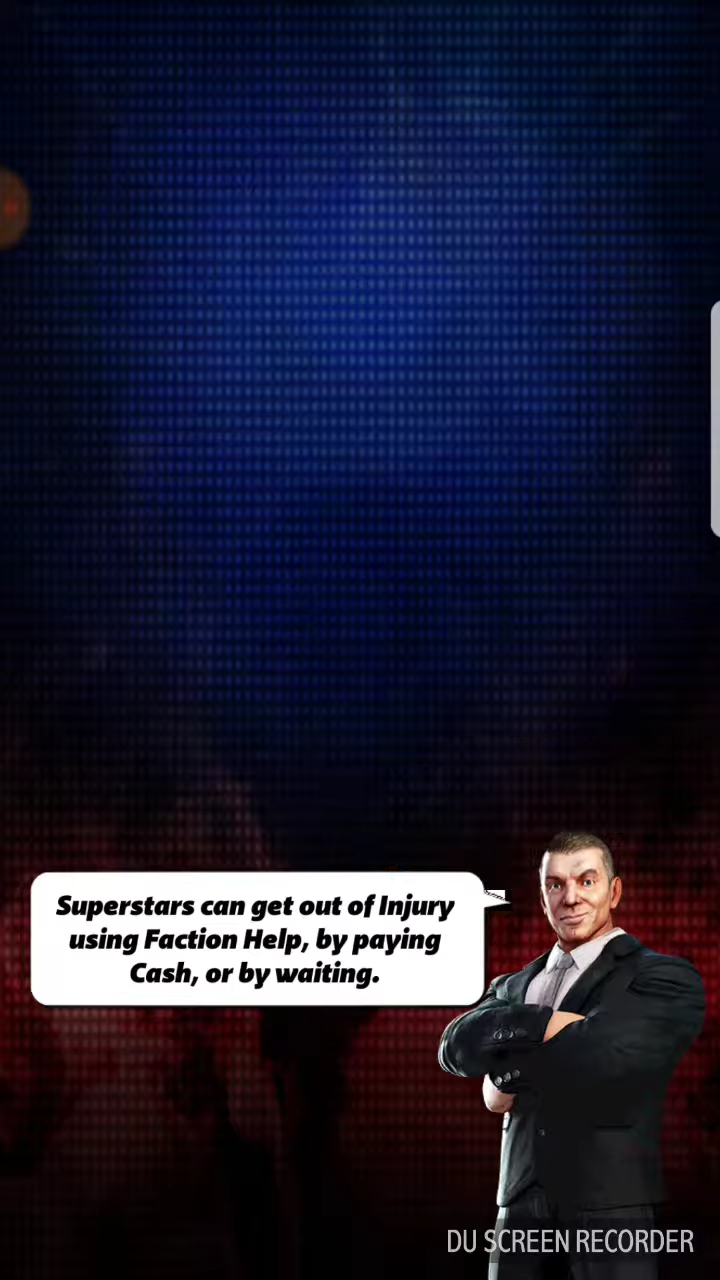 Superstars can get out of Injury
using Faction Help, by paying
Cash, or by waiting.
DU SCREEN RECORDER